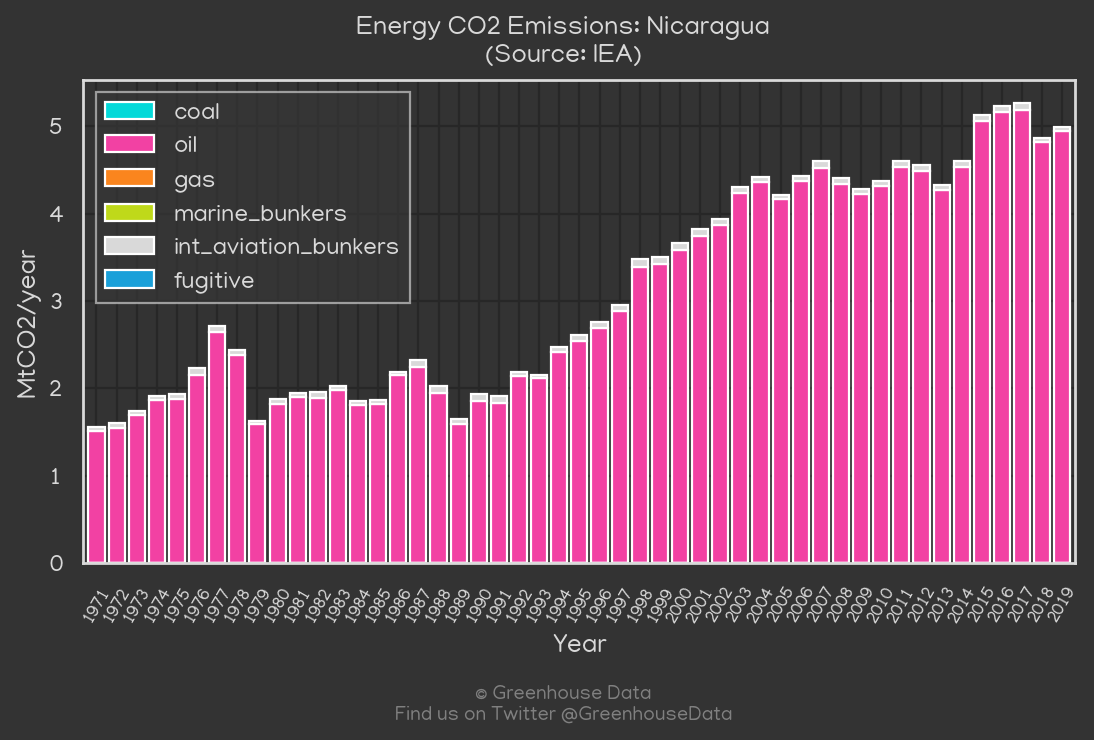 Energy CO2 Emissions: Nicaragua
(Source: IEA)
coal
oil
gas
marine_bunkers
int_aviation_bunkers
fugitive
MtCO2/year
5
4
3
2
1
0
1971 1972 1973 1974 1975 1976 1977 1978 1979 1980 1981 1982 1983 1984 1985 1986 1987 1988 1989 1990 1991 1992 1993 1994 1995 1996 1997 1998 1999 2000 2001 2002 2003 2004 2005 2006 2007 2008 2009 2010 2011 2012 2013 2014 2015 2016 2017 2018 2019
Year
© Greenhouse Data
Find us on Twitter @GreenhouseData